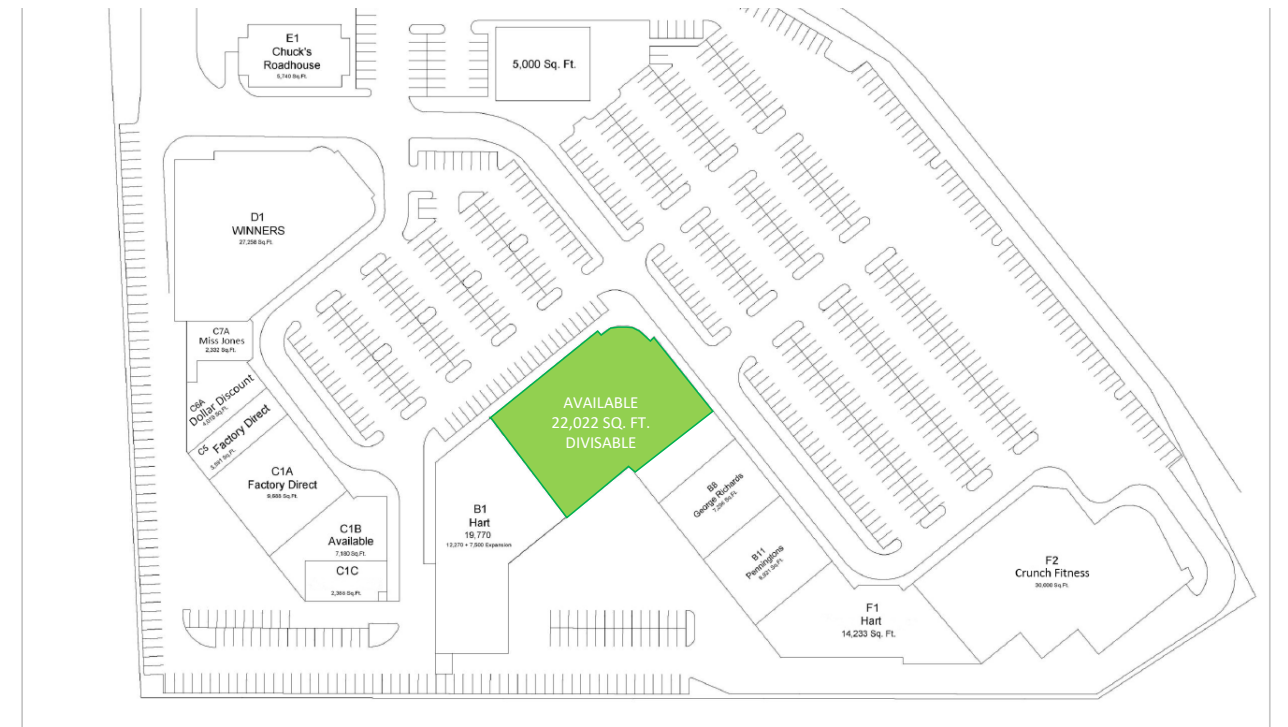 E1
Chuck's
Roadhouse
5,740 Sq.Ft.
5,000 Sq. Ft.
D1
WINNERS
27,258 Sq.Ft.
C7A
Miss Jones
2,332 Sq.Ft.
C6A
Dollar Discount
C5 Factory Direct
C1A
Factory Direct
C1B
Available
7,180 Sq.Ft.
C1C
AVAILABLE
22,022 SQ. FT.
DIVISABLE
B1
Hart
19,770
12,270 + 7,500 Expansion
B8
George Richards
B11
Penningtons
F1
Hart
14,233 Sq. Ft.
F2
Crunch Fitness